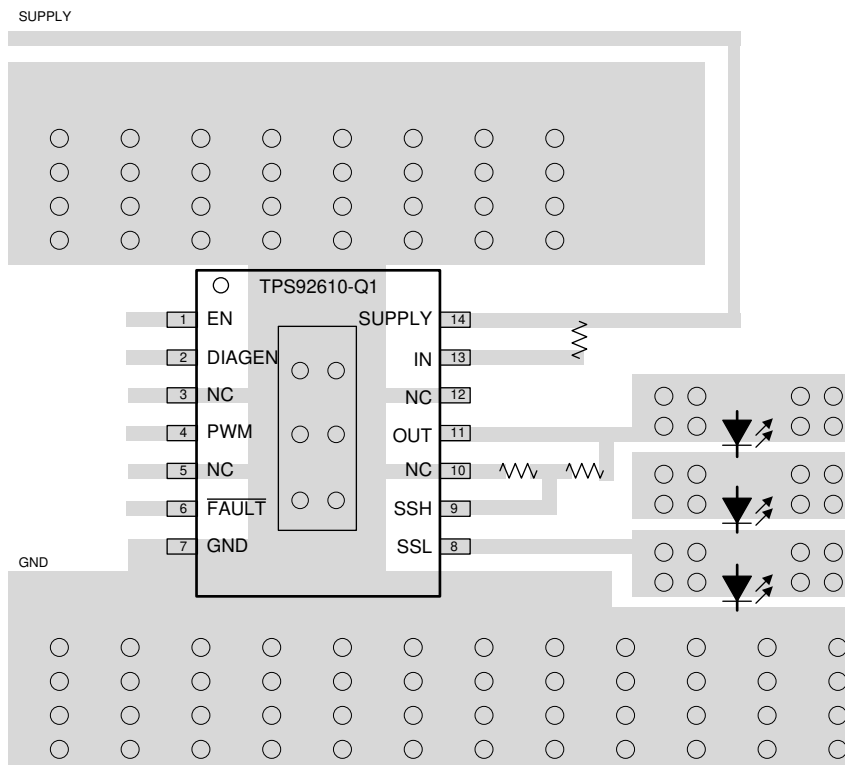 SUPPLY
TPS92610-Q1
1 EN
SUPPLY 14
2 DIAGEN
IN 13
3 NC
NC 12
4 PWM
OUT 11
5 NC
NC 10
6 FAULT
SSH 9
7 GND
SSL 8
GND